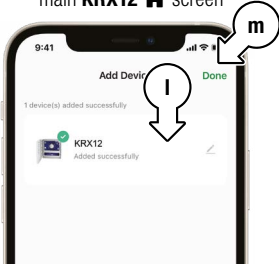 main KRX12 screen
m
9:41
Add Devic
Done
l
1 device(s) added successfully
KRX12
Added successfully